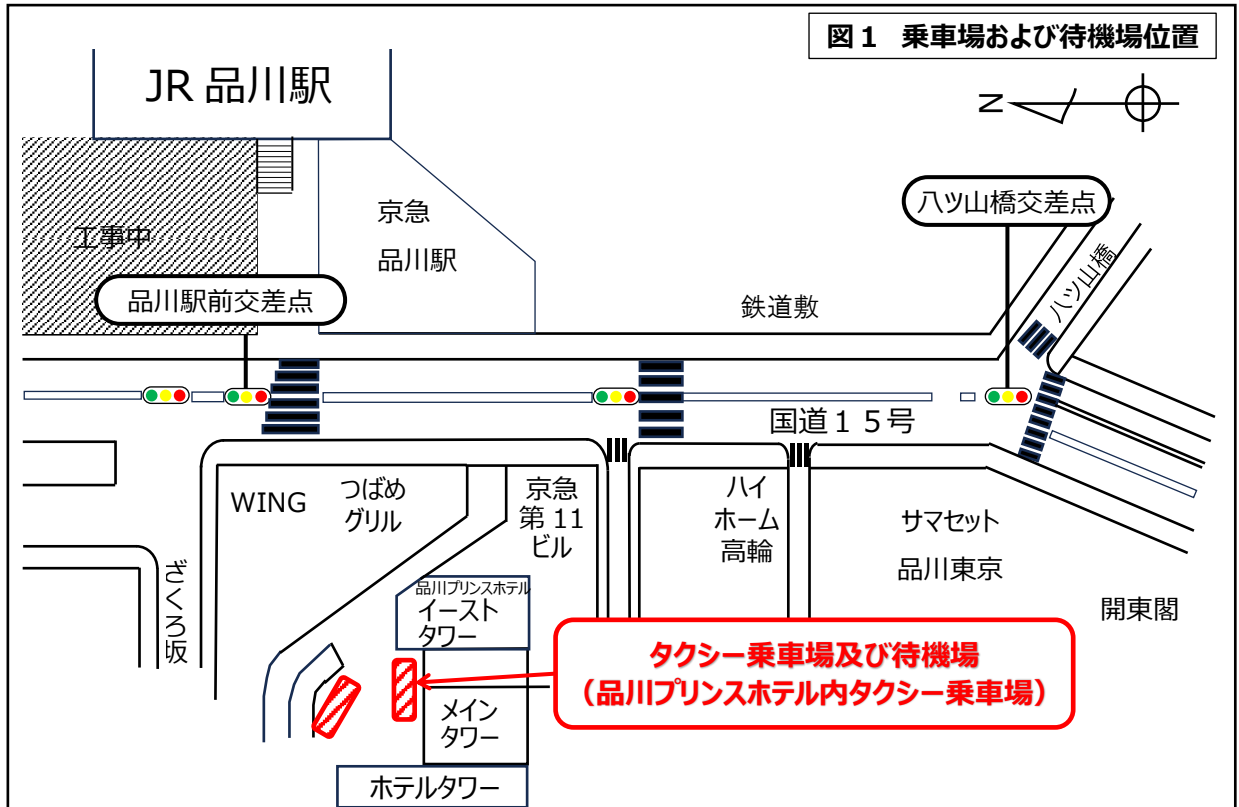 図1 乗車場および待機場位置
JR 品川駅
N
工事中
京急
品川駅
八ツ山橋交差点
八ツ山橋
品川駅前交差点
鉄道敷
国道15号
WING
つばめ
グリル
京急
第 11
ビル
ハイ
ホーム
高輪
サマセット
品川東京
開東閣
ざくろ坂
品川プリンスホテル
イースト
タワー
タクシー乗車場及び待機場
(品川プリンスホテル内タクシー乗車場)
メイン
タワー
ホテルタワー